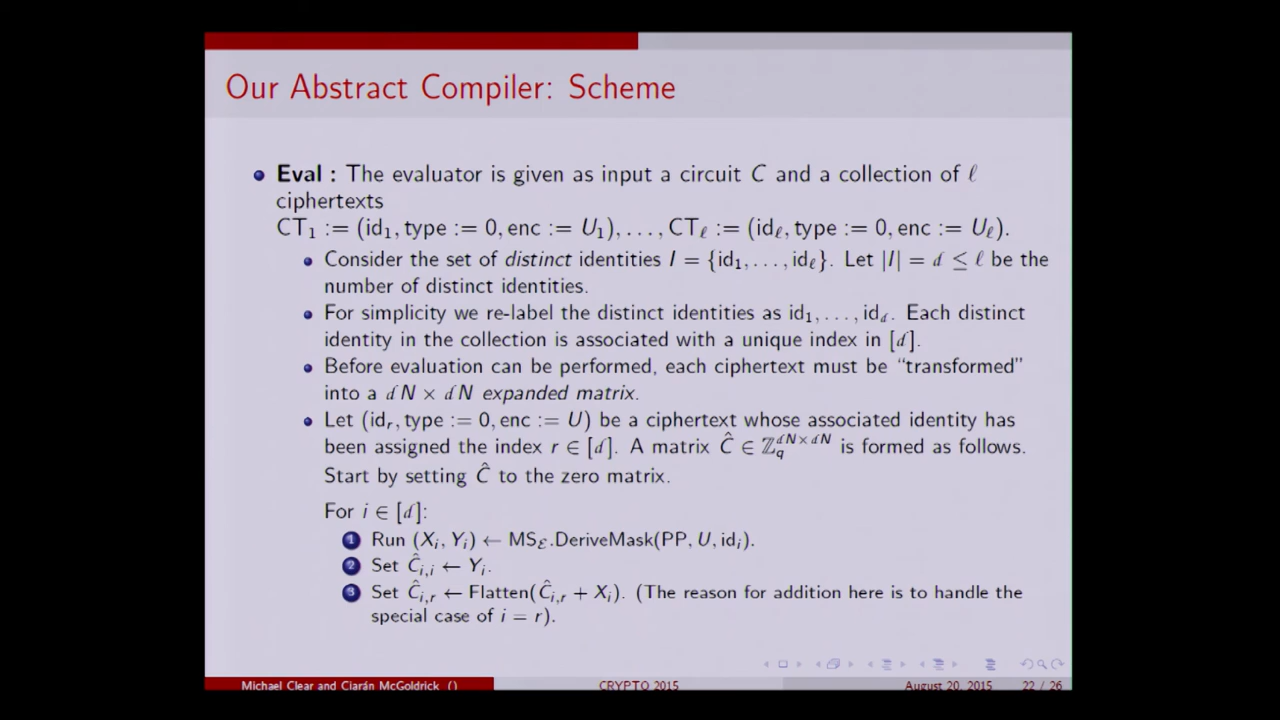 Our Abstract Compiler: Scheme
Eval : The evaluator is given as input a circuit C and a collection of ℓ
ciphertexts
CT₁ := (id₁, type := 0, enc := U₁), . . . , CTℓ := (idℓ, type := 0, enc := Uℓ).
Consider the set of distinct identities I = {id₁, . . . , idℓ}. Let |I| = d ≤ ℓ be the
number of distinct identities.
For simplicity we re-label the distinct identities as id₁, . . . , id_d. Each distinct
identity in the collection is associated with a unique index in [d].
Before evaluation can be performed, each ciphertext must be "transformed"
into a dN × dN expanded matrix.
Let (id_r, type := 0, enc := U) be a ciphertext whose associated identity has
been assigned the index r ∈ [d]. A matrix Ĉ ∈ ℤ_q^{dN×dN} is formed as follows.
Start by setting Ĉ to the zero matrix.
For i ∈ [d]:
1 Run (X_i, Y_i) ← MS_ℰ.DeriveMask(PP, U, id_i).
2 Set Ĉ_{i,i} ← Y_i.
3 Set Ĉ_{i,r} ← Flatten(Ĉ_{i,r} + X_i). (The reason for addition here is to handle the
special case of i = r).
Michael Clear and Ciarán McGoldrick () CRYPTO 2015 August 20, 2015 22 / 26